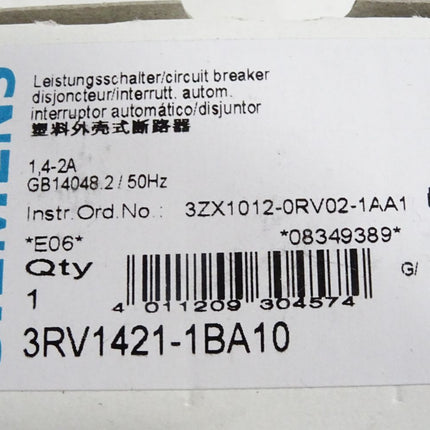 SIEMENS
Leistungsschalter/circuit breaker
disjoncteur/interrutt. autom.
interruptor automático/disjuntor
塑料外壳式断路器
1,4-2A
GB14048.2 / 50Hz
Instr.Ord.No.: 3ZX1012-0RV02-1AA1
*E06* *08349389*
Qty G/
1
4 011209 304574
3RV1421-1BA10